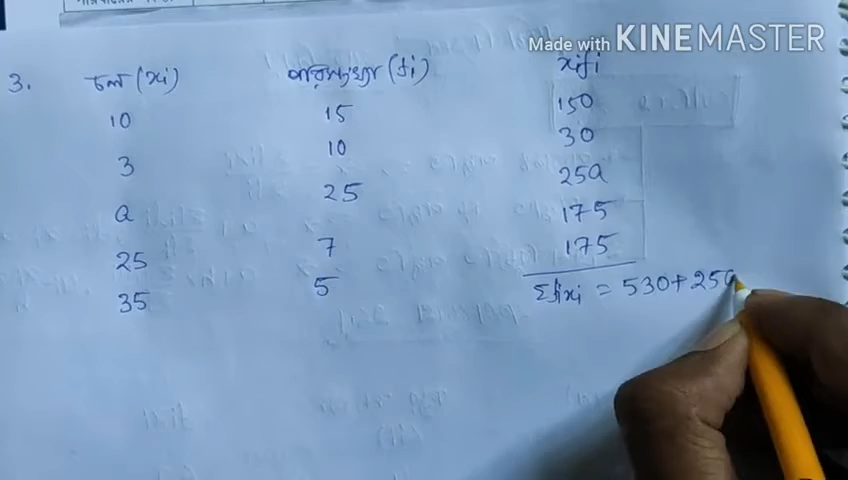 Made with KINEMASTER
3. চল (xi) পরিসংখ্যা (fi) xifi
10 15 150
3 10 30
a 25 25a
25 7 175
35 5 175
Σfixi = 530+25a